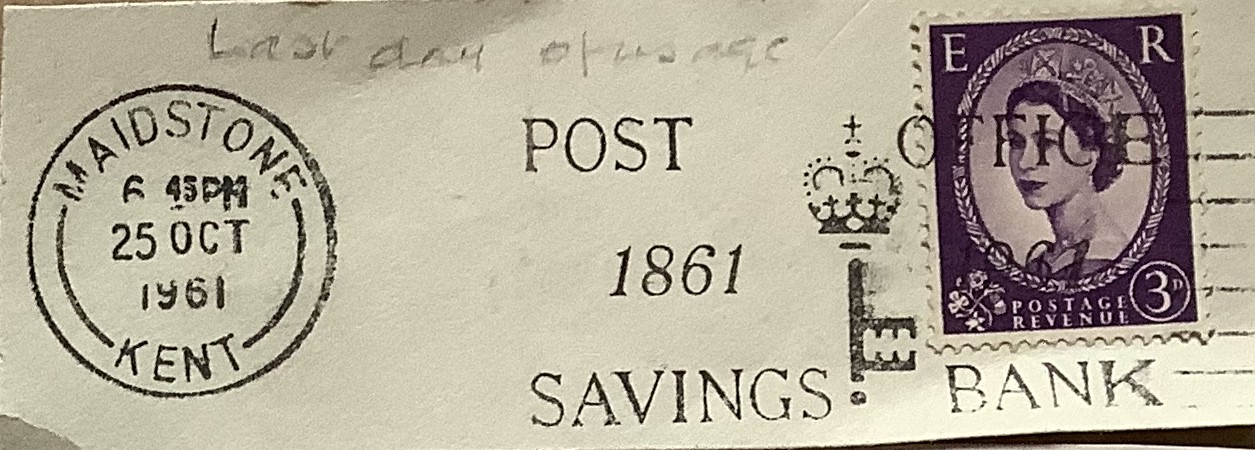 Last day of usage
MAIDSTONE
6 45PM
25 OCT
1961
KENT
POST OFFICE
1861 1961
SAVINGS BANK
E R
POSTAGE
REVENUE
3D